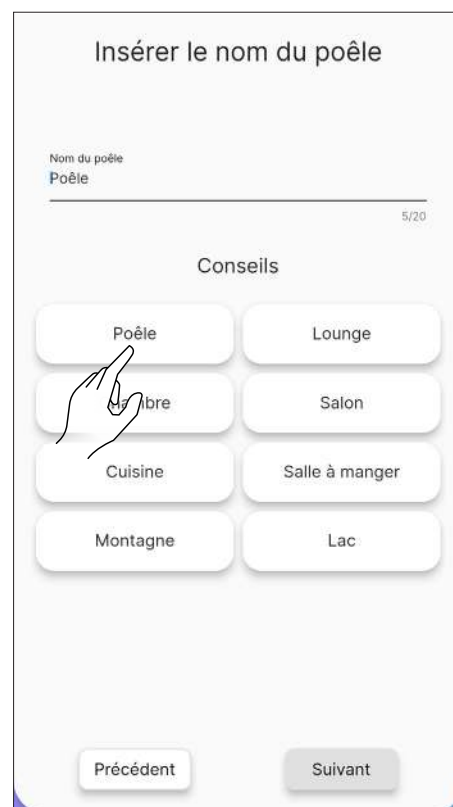 Insérer le nom du poêle
Nom du poêle
Poêle
5/20
Conseils
Poêle
Lounge
Salon
Cuisine
Salle à manger
Montagne
Lac
Précédent
Suivant